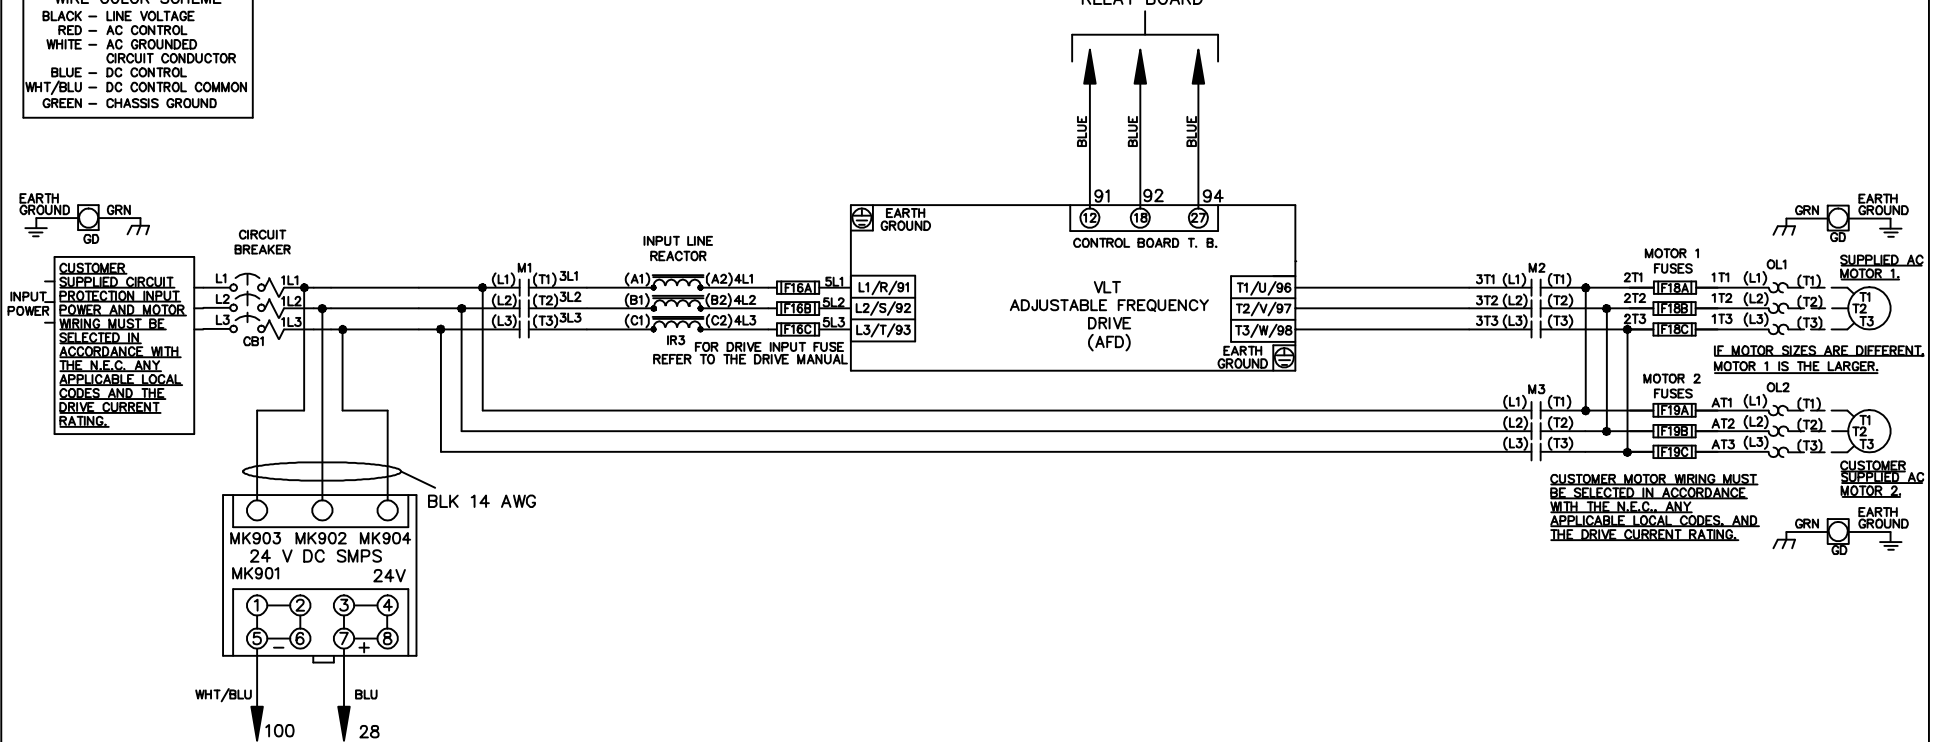 WIRE COLOR SCHEME
BLACK – LINE VOLTAGE
RED – AC CONTROL
WHITE – AC GROUNDED
CIRCUIT CONDUCTOR
BLUE – DC CONTROL
WHT/BLU – DC CONTROL COMMON
GREEN – CHASSIS GROUND
RELAY BOARD
BLUE
BLUE
BLUE
91 92 94
12 18 27
CONTROL BOARD T. B.
EARTH
GROUND
GRN
GD
CIRCUIT
BREAKER
INPUT
POWER
CUSTOMER
SUPPLIED CIRCUIT
PROTECTION INPUT
POWER AND MOTOR
WIRING MUST BE
SELECTED IN
ACCORDANCE WITH
THE N.E.C. ANY
APPLICABLE LOCAL
CODES AND THE
DRIVE CURRENT
RATING.
L1 1L1
L2 1L2
L3 1L3
CB1
M1
(L1) (T1) 3L1
(L2) (T2) 3L2
(L3) (T3) 3L3
INPUT LINE
REACTOR
(A1) (A2) 4L1
(B1) (B2) 4L2
(C1) (C2) 4L3
IR3
F16A 5L1
F16B 5L2
F16C 5L3
FOR DRIVE INPUT FUSE
REFER TO THE DRIVE MANUAL
EARTH
GROUND
L1/R/91
L2/S/92
L3/T/93
VLT
ADJUSTABLE FREQUENCY
DRIVE
(AFD)
T1/U/96
T2/V/97
T3/W/98
EARTH
GROUND
M2
3T1 (L1) (T1)
3T2 (L2) (T2)
3T3 (L3) (T3)
MOTOR 1
FUSES
2T1 F18A 1T1 (L1)
2T2 F18B 1T2 (L2)
2T3 F18C 1T3 (L3)
OL1
(T1)
(T2)
(T3)
GRN
GD
EARTH
GROUND
SUPPLIED AC
MOTOR 1.
T1
T2
T3
IF MOTOR SIZES ARE DIFFERENT,
MOTOR 1 IS THE LARGER.
M3
(L1) (T1)
(L2) (T2)
(L3) (T3)
MOTOR 2
FUSES
F19A AT1 (L1)
F19B AT2 (L2)
F19C AT3 (L3)
OL2
(T1)
(T2)
(T3)
T1
T2
T3
CUSTOMER
SUPPLIED AC
MOTOR 2.
CUSTOMER MOTOR WIRING MUST
BE SELECTED IN ACCORDANCE
WITH THE N.E.C., ANY
APPLICABLE LOCAL CODES, AND
THE DRIVE CURRENT RATING.
GRN
GD
EARTH
GROUND
BLK 14 AWG
MK903 MK902 MK904
24 V DC SMPS
MK901 24V
1 2 3 4
5 6 7 8
– +
WHT/BLU BLU
100 28